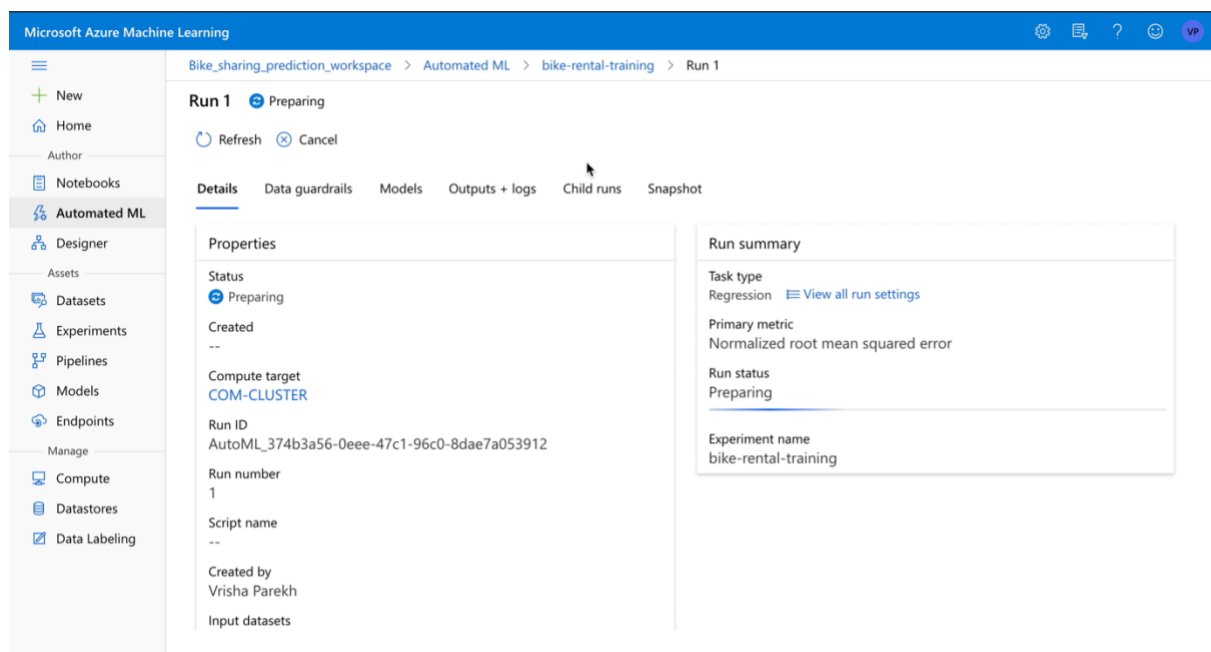 Microsoft Azure Machine Learning
VP
Bike_sharing_prediction_workspace > Automated ML > bike-rental-training > Run 1
New
Home
Author
Notebooks
Automated ML
Designer
Assets
Datasets
Experiments
Pipelines
Models
Endpoints
Manage
Compute
Datastores
Data Labeling
Run 1 Preparing
Refresh Cancel
Details Data guardrails Models Outputs + logs Child runs Snapshot
Properties
Status
Preparing
Created
--
Compute target
COM-CLUSTER
Run ID
AutoML_374b3a56-0eee-47c1-96c0-8dae7a053912
Run number
1
Script name
--
Created by
Vrisha Parekh
Input datasets
Run summary
Task type
Regression View all run settings
Primary metric
Normalized root mean squared error
Run status
Preparing
Experiment name
bike-rental-training